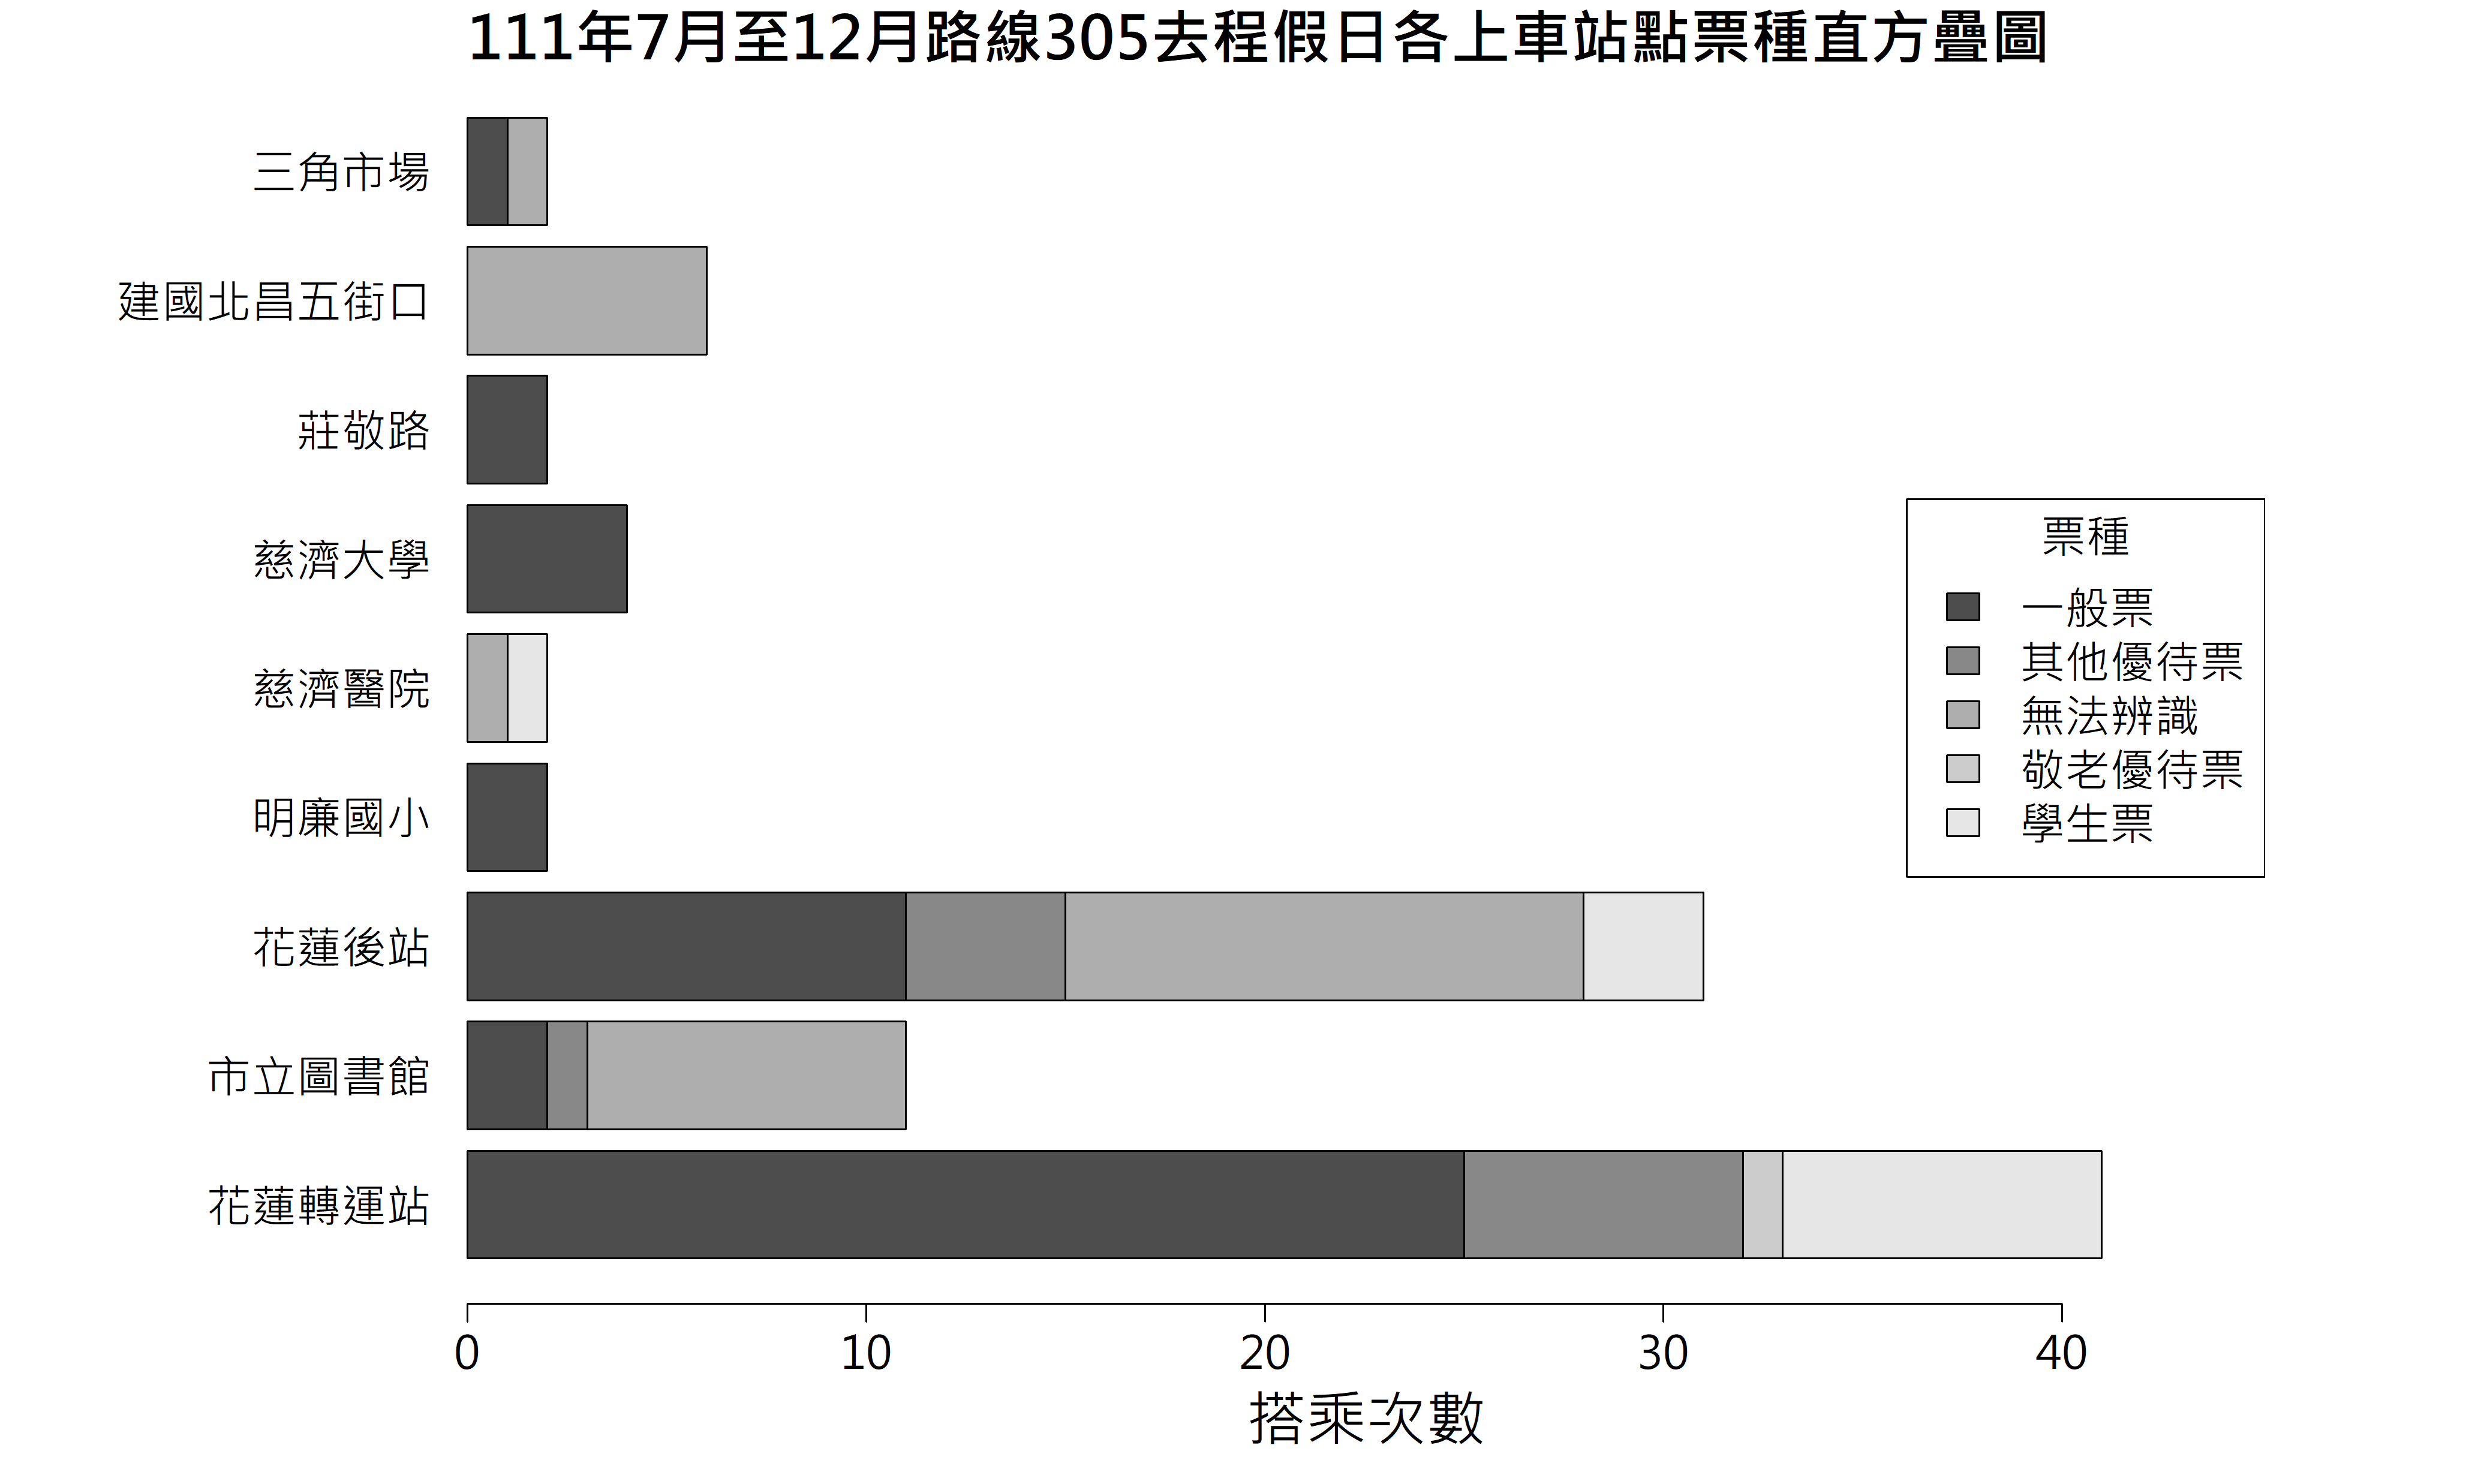 111年7月至12月路線305去程假日各上車站點票種直方疊圖
三角市場
建國北昌五街口
莊敬路
慈濟大學
慈濟醫院
明廉國小
花蓮後站
市立圖書館
花蓮轉運站
票種
一般票
其他優待票
無法辨識
敬老優待票
學生票
0 10 20 30 40
搭乘次數